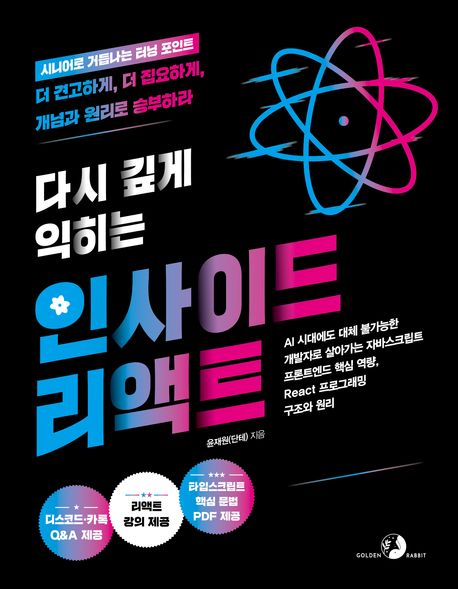 시니어로 거듭나는 터닝 포인트
더 견고하게, 더 집요하게,
개념과 원리로 승부하라
다시 깊게
익히는
인사이드
리액트
AI 시대에도 대체 불가능한
개발자로 살아가는 자바스크립트
프론트엔드 핵심 역량,
React 프로그래밍
구조와 원리
윤재원(단테) 지음
디스코드·카톡
Q&A 제공
리액트
강의 제공
타입스크립트
핵심 문법
PDF 제공
GOLDEN RABBIT